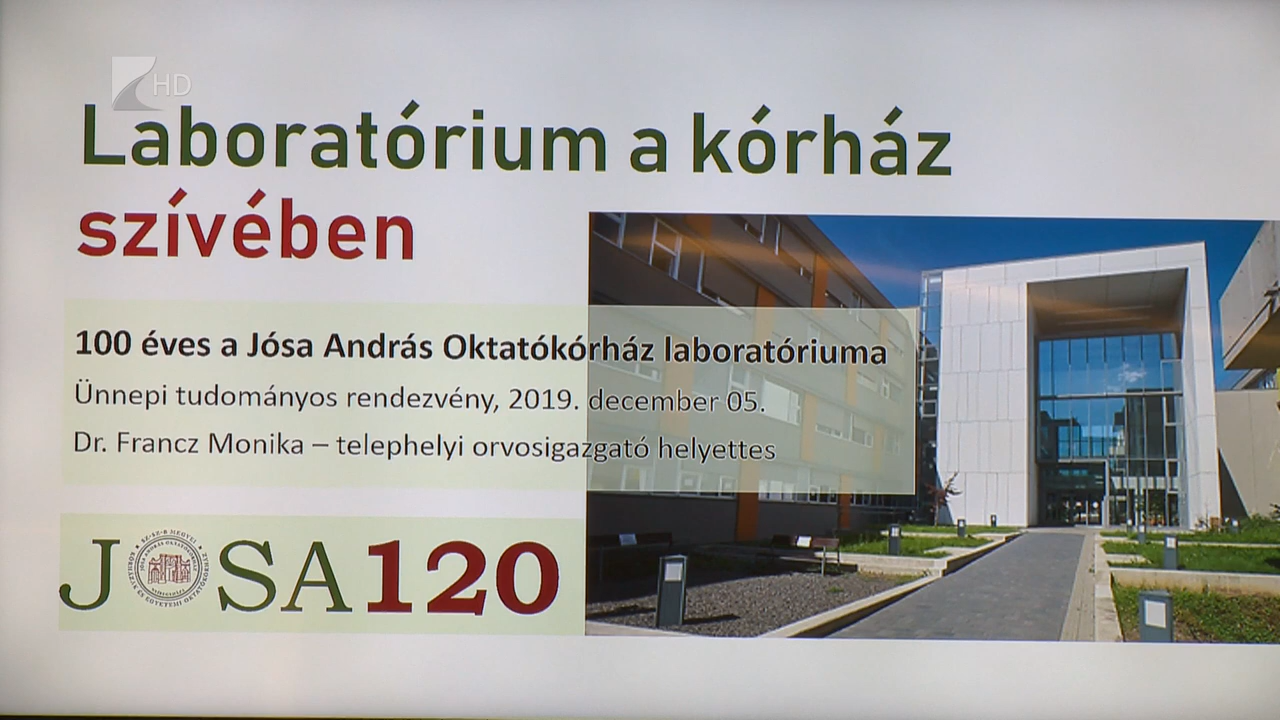 HD
Laboratórium a kórház
szívében
100 éves a Jósa András Oktatókórház laboratóriuma
Ünnepi tudományos rendezvény, 2019. december 05.
Dr. Francz Monika – telephelyi orvosigazgató helyettes
JÓSA120